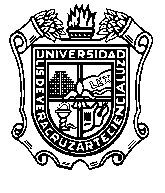 UNIVERSIDAD
LIS DE VERACRUZ ARTE CIENCIA LUZ